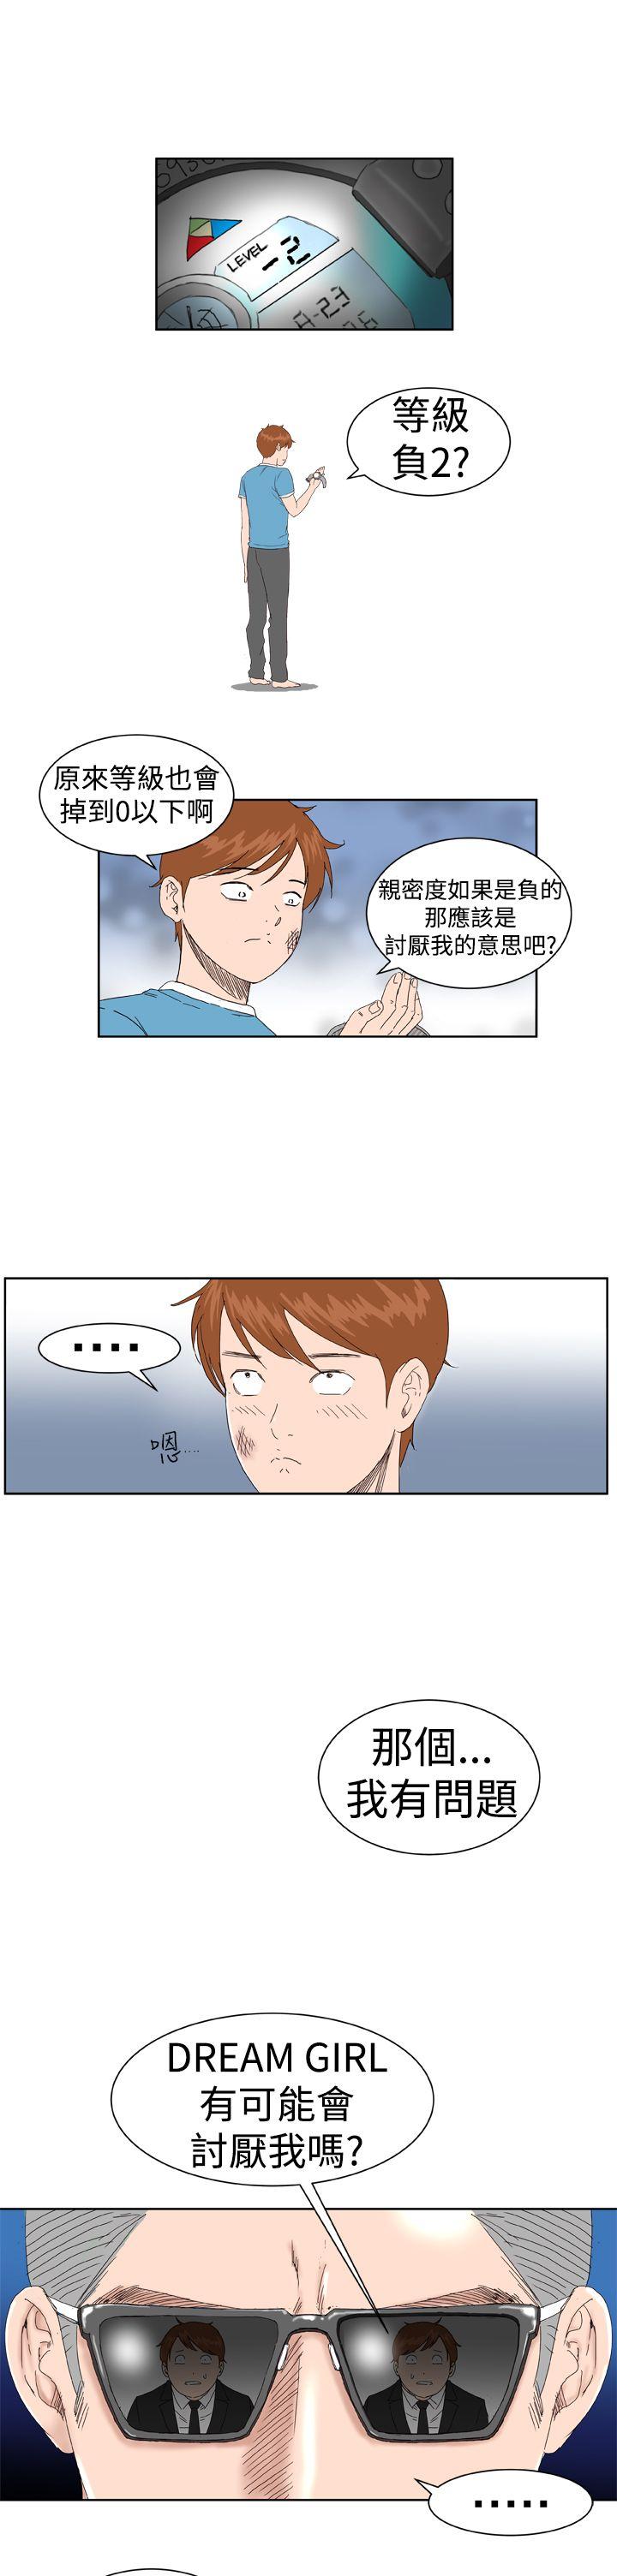 LEVEL
-2
等級
負2?
原來等級也會
掉到0以下啊
親密度如果是負的
那應該是
討厭我的意思吧?
....
嗯....
那個...
我有問題
DREAM GIRL
有可能會
討厭我嗎?
.....